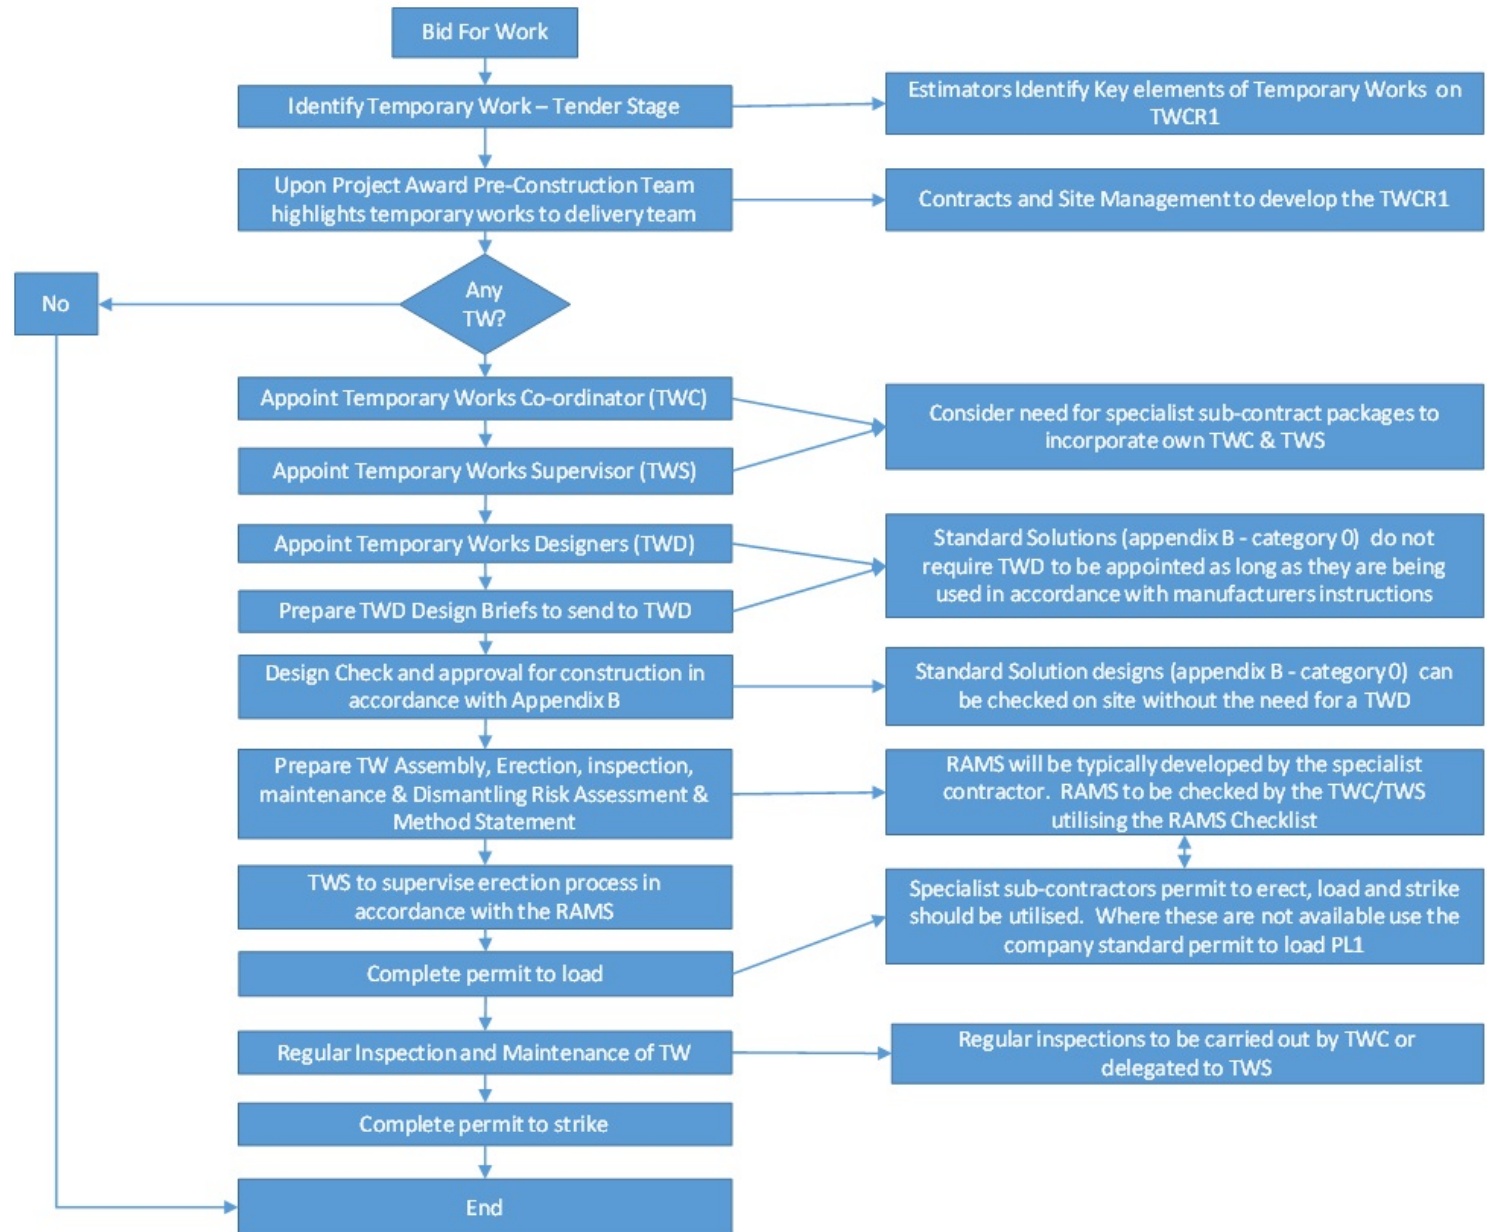 Bid For Work
Identify Temporary Work – Tender Stage
Estimators Identify Key elements of Temporary Works on
TWCR1
Upon Project Award Pre-Construction Team
highlights temporary works to delivery team
Contracts and Site Management to develop the TWCR1
Any
TW?
No
Appoint Temporary Works Co-ordinator (TWC)
Consider need for specialist sub-contract packages to
incorporate own TWC & TWS
Appoint Temporary Works Supervisor (TWS)
Appoint Temporary Works Designers (TWD)
Standard Solutions (appendix B - category 0) do not
require TWD to be appointed as long as they are being
used in accordance with manufacturers instructions
Prepare TWD Design Briefs to send to TWD
Design Check and approval for construction in
accordance with Appendix B
Standard Solution designs (appendix B - category 0) can
be checked on site without the need for a TWD
Prepare TW Assembly, Erection, inspection,
maintenance & Dismantling Risk Assessment &
Method Statement
RAMS will be typically developed by the specialist
contractor. RAMS to be checked by the TWC/TWS
utilising the RAMS Checklist
TWS to supervise erection process in
accordance with the RAMS
Specialist sub-contractors permit to erect, load and strike
should be utilised. Where these are not available use the
company standard permit to load PL1
Complete permit to load
Regular Inspection and Maintenance of TW
Regular inspections to be carried out by TWC or
delegated to TWS
Complete permit to strike
End